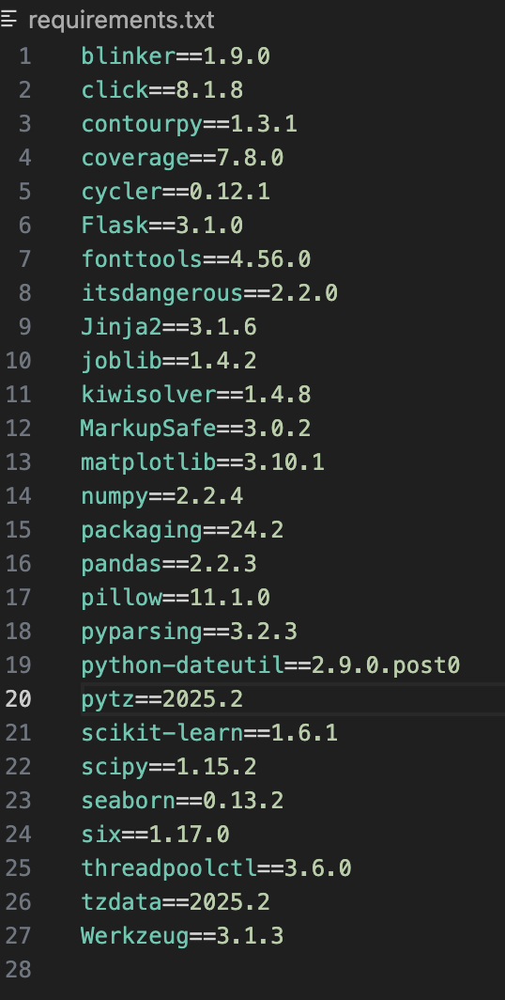 requirements.txt
1 blinker==1.9.0
2 click==8.1.8
3 contourpy==1.3.1
4 coverage==7.8.0
5 cycler==0.12.1
6 Flask==3.1.0
7 fonttools==4.56.0
8 itsdangerous==2.2.0
9 Jinja2==3.1.6
10 joblib==1.4.2
11 kiwisolver==1.4.8
12 MarkupSafe==3.0.2
13 matplotlib==3.10.1
14 numpy==2.2.4
15 packaging==24.2
16 pandas==2.2.3
17 pillow==11.1.0
18 pyparsing==3.2.3
19 python-dateutil==2.9.0.post0
20 pytz==2025.2
21 scikit-learn==1.6.1
22 scipy==1.15.2
23 seaborn==0.13.2
24 six==1.17.0
25 threadpoolctl==3.6.0
26 tzdata==2025.2
27 Werkzeug==3.1.3
28